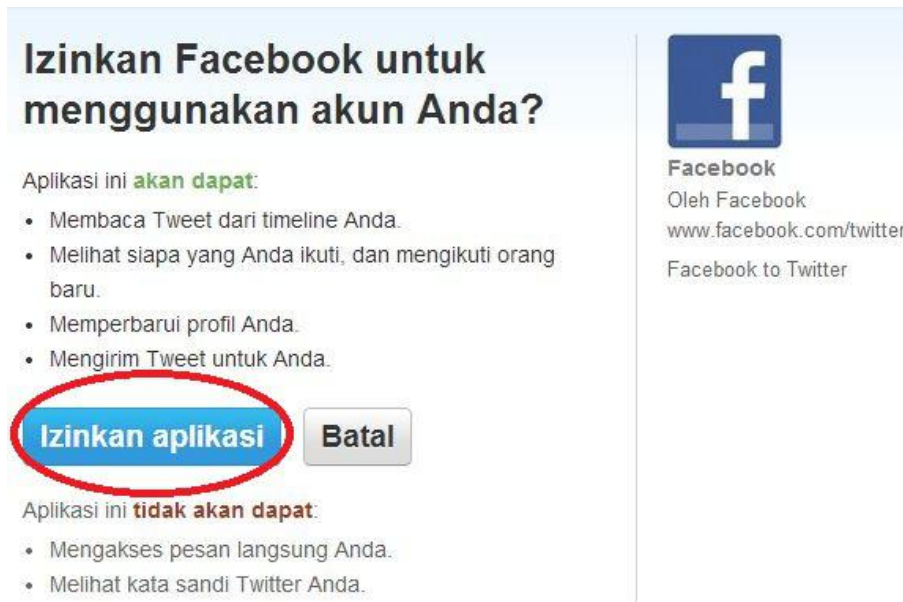 Izinkan Facebook untuk
menggunakan akun Anda?
Aplikasi ini akan dapat:
• Membaca Tweet dari timeline Anda.
• Melihat siapa yang Anda ikuti, dan mengikuti orang
baru.
• Memperbarui profil Anda.
• Mengirim Tweet untuk Anda.
Izinkan aplikasi
Batal
Aplikasi ini tidak akan dapat:
• Mengakses pesan langsung Anda.
• Melihat kata sandi Twitter Anda.
f
Facebook
Oleh Facebook
www.facebook.com/twitter
Facebook to Twitter